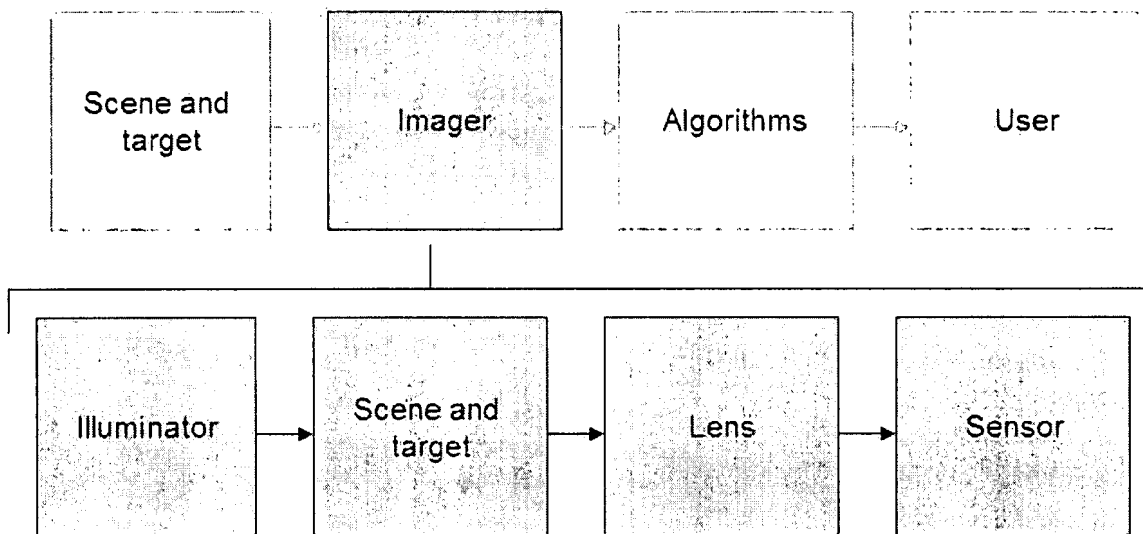 Scene and
target
Imager
Algorithms
User
Illuminator
Scene and
target
Lens
Sensor